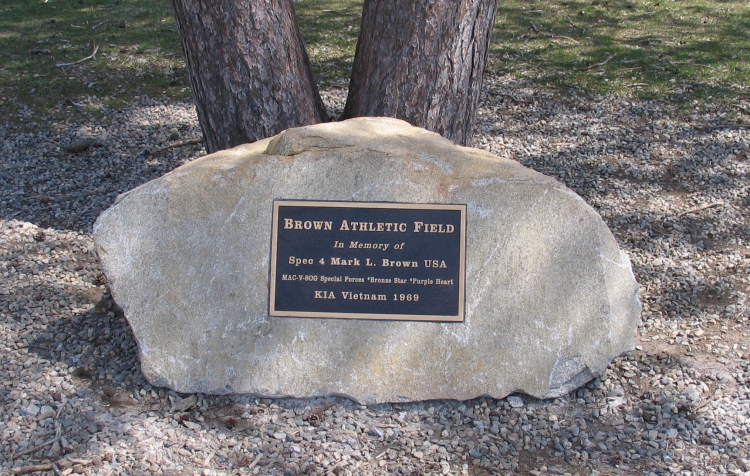 BROWN ATHLETIC FIELD
In Memory of
Spec 4 Mark L. Brown USA
MAC-V-SOG Special Forces *Bronze Star *Purple Heart
KIA Vietnam 1969